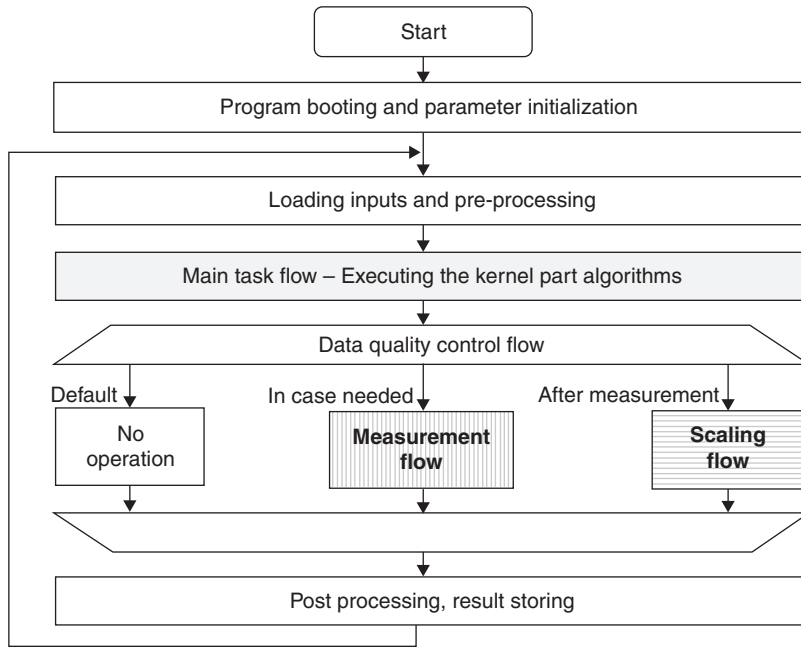 Start
Program booting and parameter initialization
Loading inputs and pre-processing
Main task flow – Executing the kernel part algorithms
Data quality control flow
Default
In case needed
After measurement
No
operation
Measurement
flow
Scaling
flow
Post processing, result storing